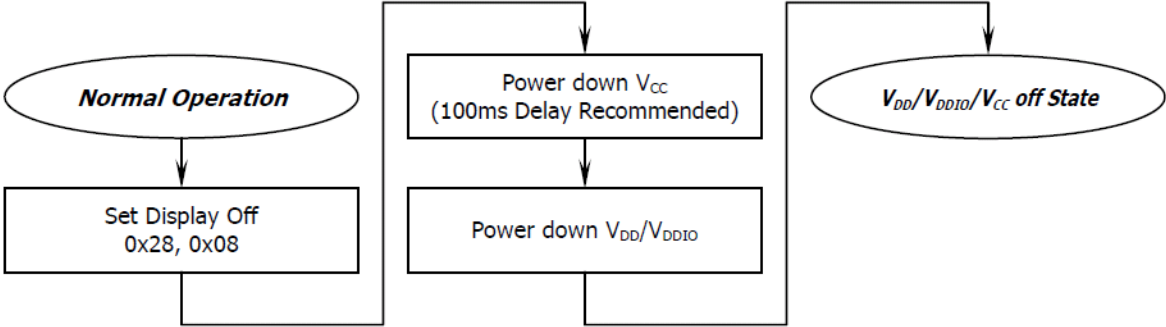 Normal Operation
Set Display Off
0x28, 0x08
Power down VCC
(100ms Delay Recommended)
Power down VDD/VDDIO
VDD/VDDIO/VCC off State